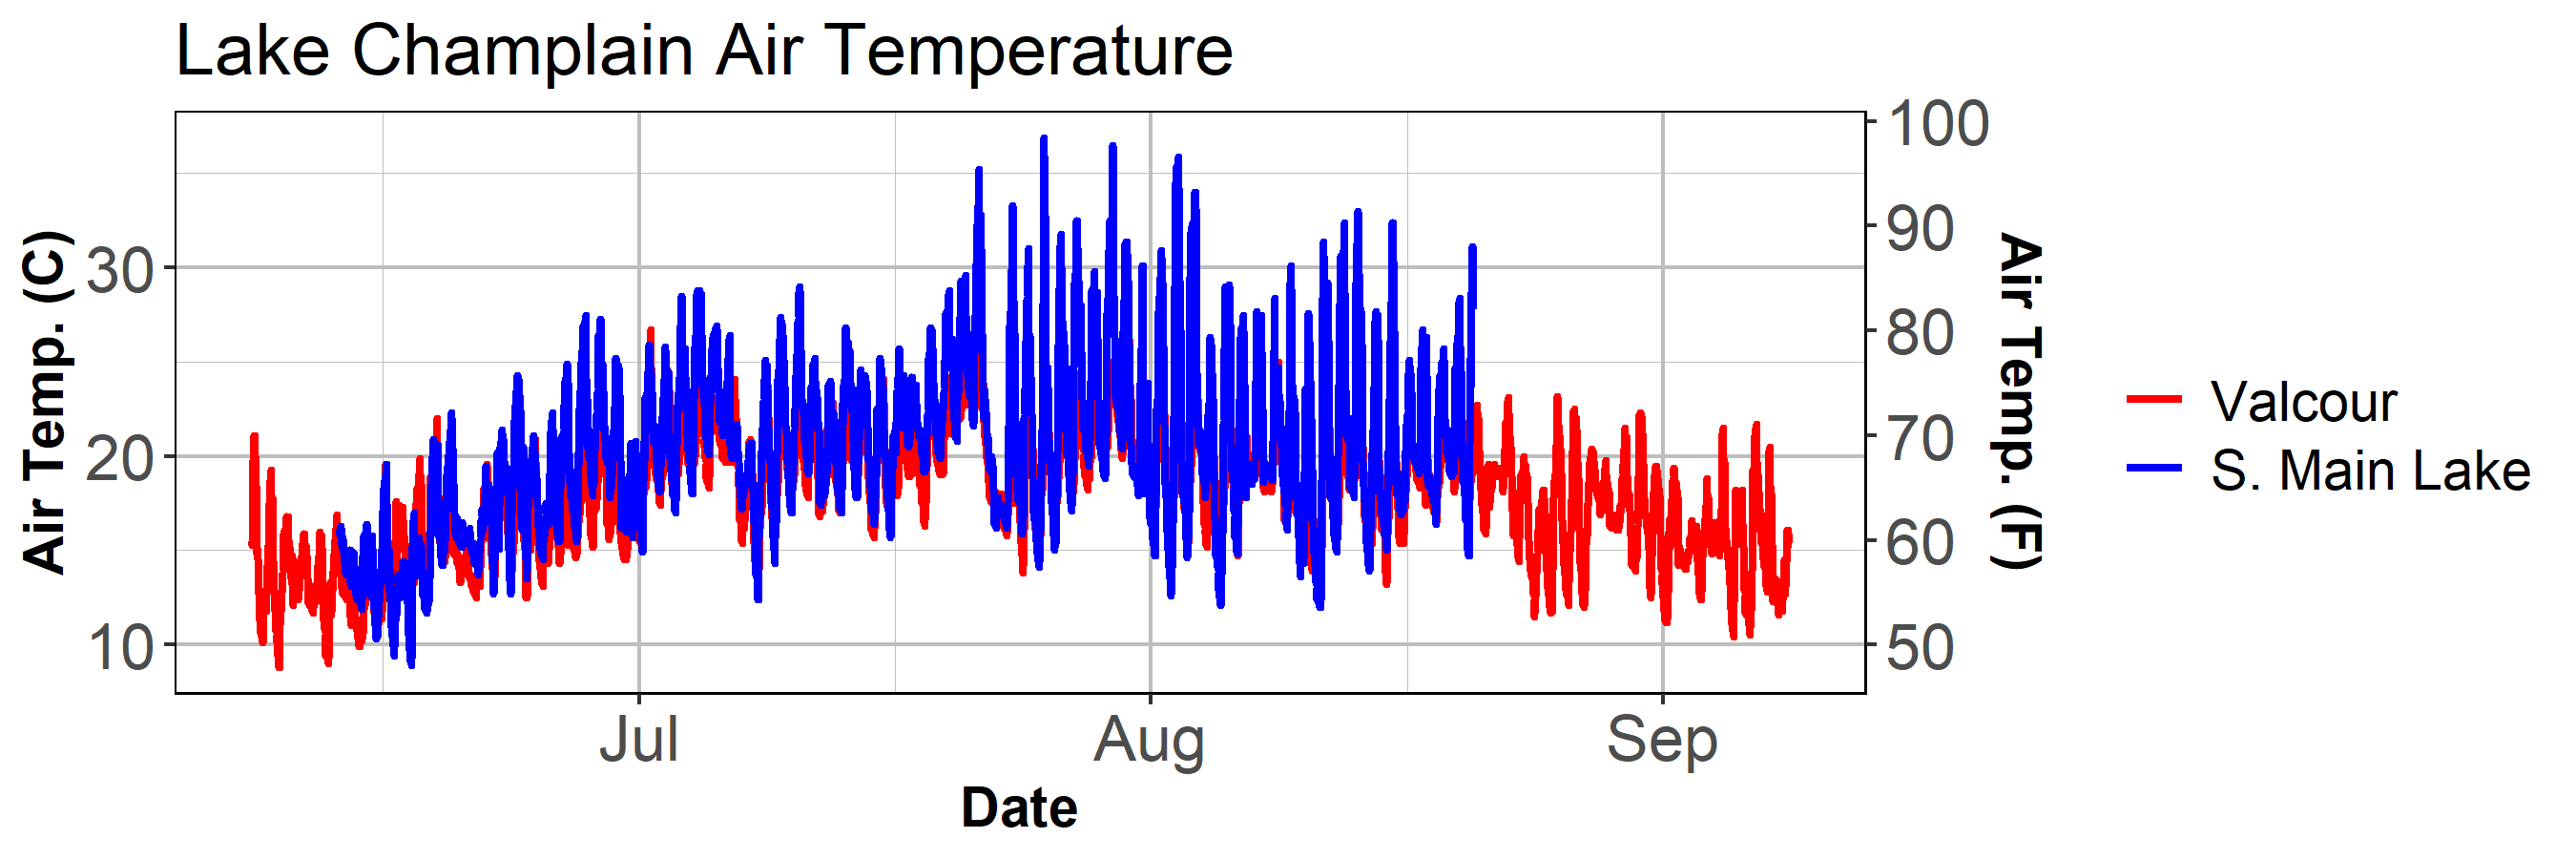 Lake Champlain Air Temperature
Air Temp. (C)
30
20
10
100
90
80
70
60
50
Air Temp. (F)
Jul
Aug
Sep
Date
Valcour
S. Main Lake